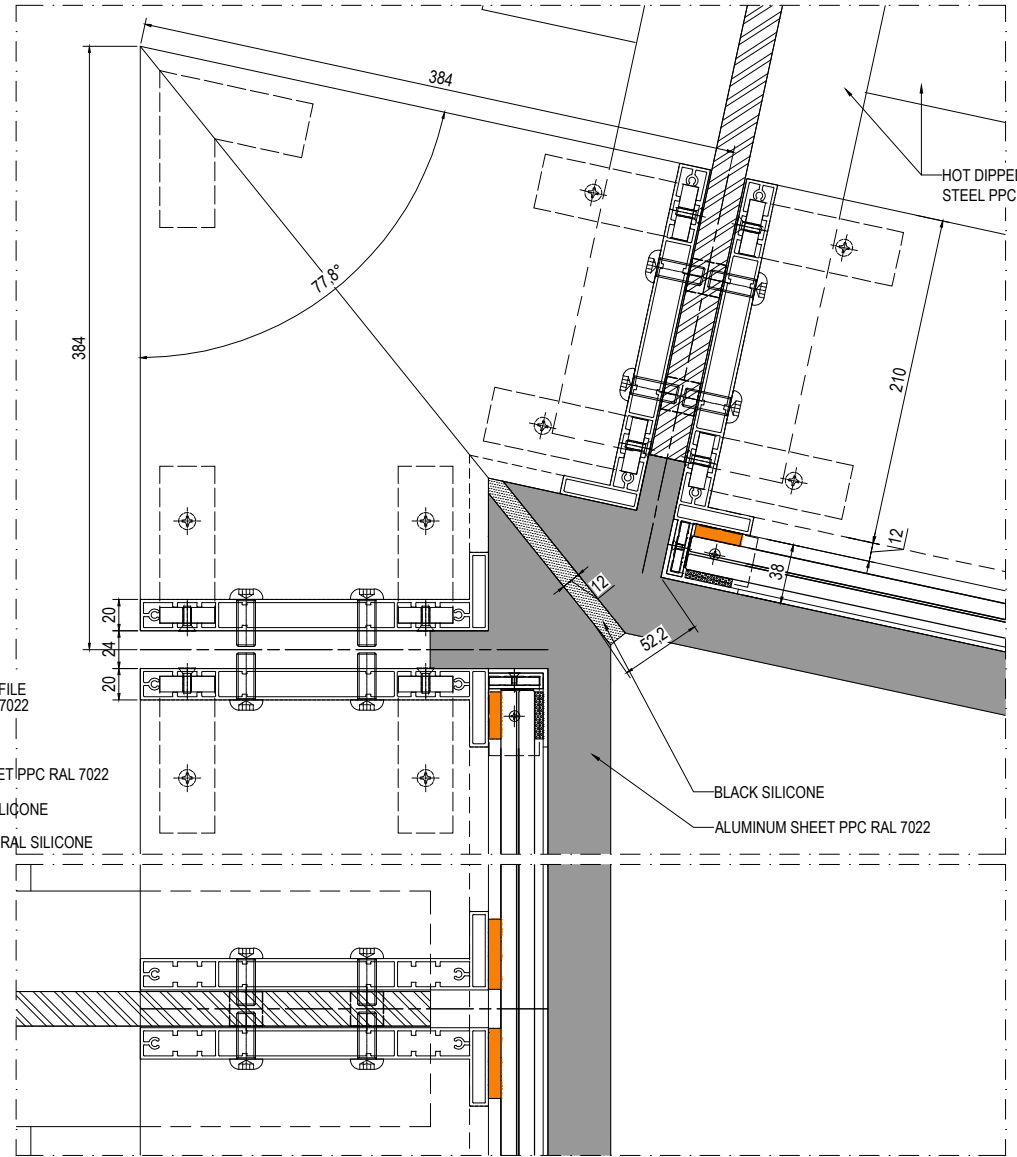 384
HOT DIPPED
STEEL PPC
77,8°
384
210
12
38
12
52,2
20
24
20
FILE
7022
ET PPC RAL 7022
LICONE
RAL SILICONE
BLACK SILICONE
ALUMINUM SHEET PPC RAL 7022